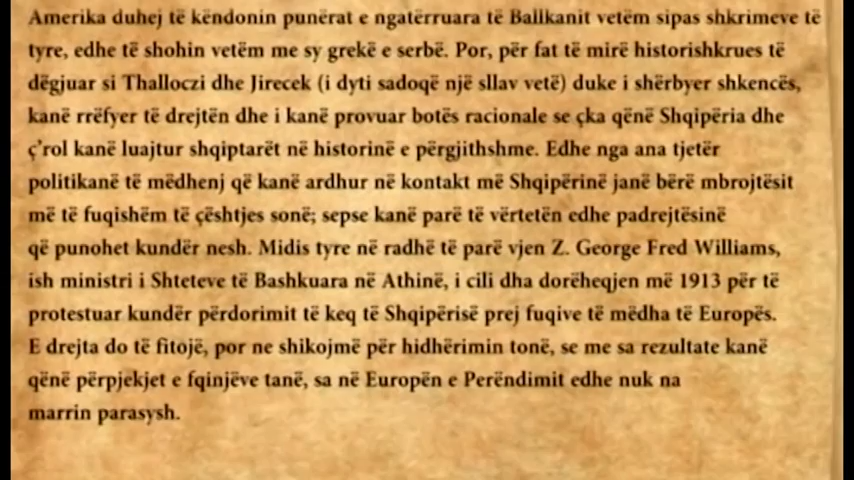 Amerika duhej të këndonin punërat e ngatërruara të Ballkanit vetëm sipas shkrimeve të
tyre, edhe të shohin vetëm me sy grekë e serbë. Por, për fat të mirë historishkrues të
dëgjuar si Thalloczi dhe Jirecek (i dyti sadoqë një sllav vetë) duke i shërbyer shkencës,
kanë rrëfyer të drejtën dhe i kanë provuar botës racionale se çka qënë Shqipëria dhe
ç'rol kanë luajtur shqiptarët në historinë e përgjithshme. Edhe nga ana tjetër
politikanë të mëdhenj që kanë ardhur në kontakt më Shqipërinë janë bërë mbrojtësit
më të fuqishëm të çështjes sonë; sepse kanë parë të vërtetën edhe padrejtësinë
që punohet kundër nesh. Midis tyre në radhë të parë vjen Z. George Fred Williams,
ish ministri i Shteteve të Bashkuara në Athinë, i cili dha dorëheqjen më 1913 për të
protestuar kundër përdorimit të keq të Shqipërisë prej fuqive të mëdha të Europës.
E drejta do të fitojë, por ne shikojmë për hidhërimin tonë, se me sa rezultate kanë
qënë përpjekjet e fqinjëve tanë, sa në Europën e Perëndimit edhe nuk na
marrin parasysh.